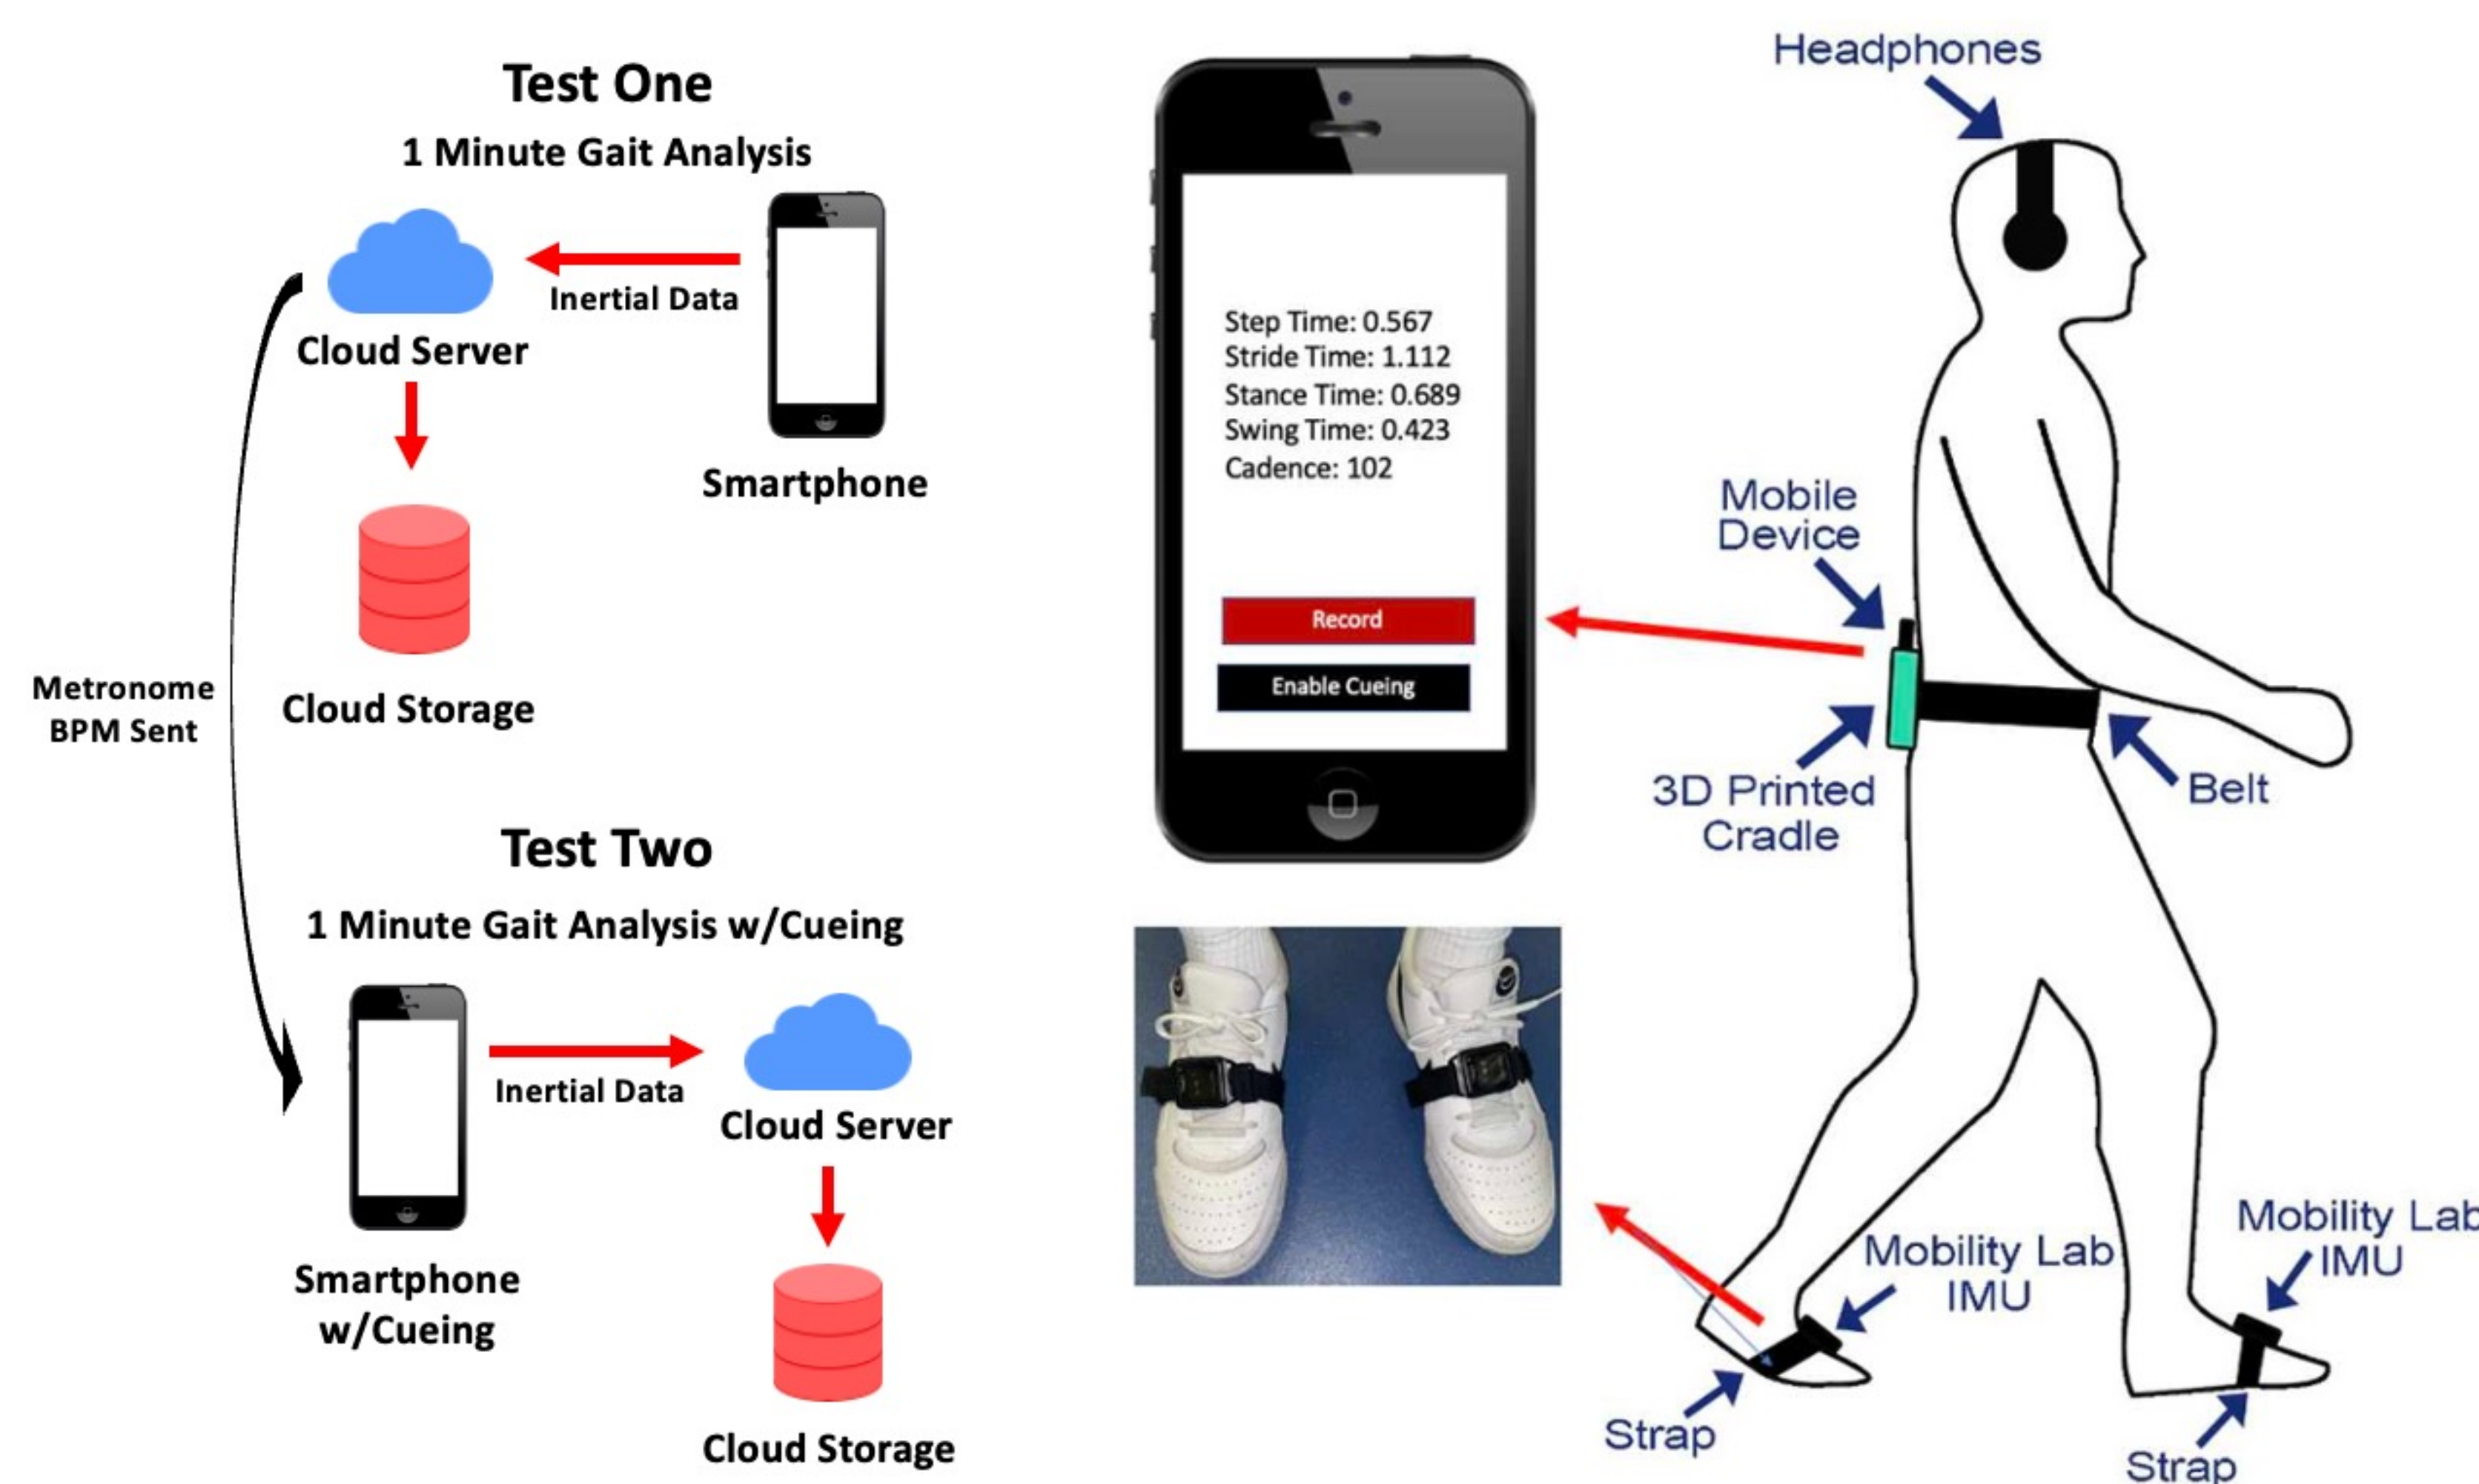 Test One
1 Minute Gait Analysis
Inertial Data
Cloud Server
Smartphone
Cloud Storage
Metronome
BPM Sent
Test Two
1 Minute Gait Analysis w/Cueing
Inertial Data
Cloud Server
Smartphone
w/Cueing
Cloud Storage
Step Time: 0.567
Stride Time: 1.112
Stance Time: 0.689
Swing Time: 0.423
Cadence: 102
Record
Enable Cueing
Headphones
Mobile
Device
3D Printed
Cradle
Belt
Mobility Lab
IMU
Mobility Lab
IMU
Strap
Strap